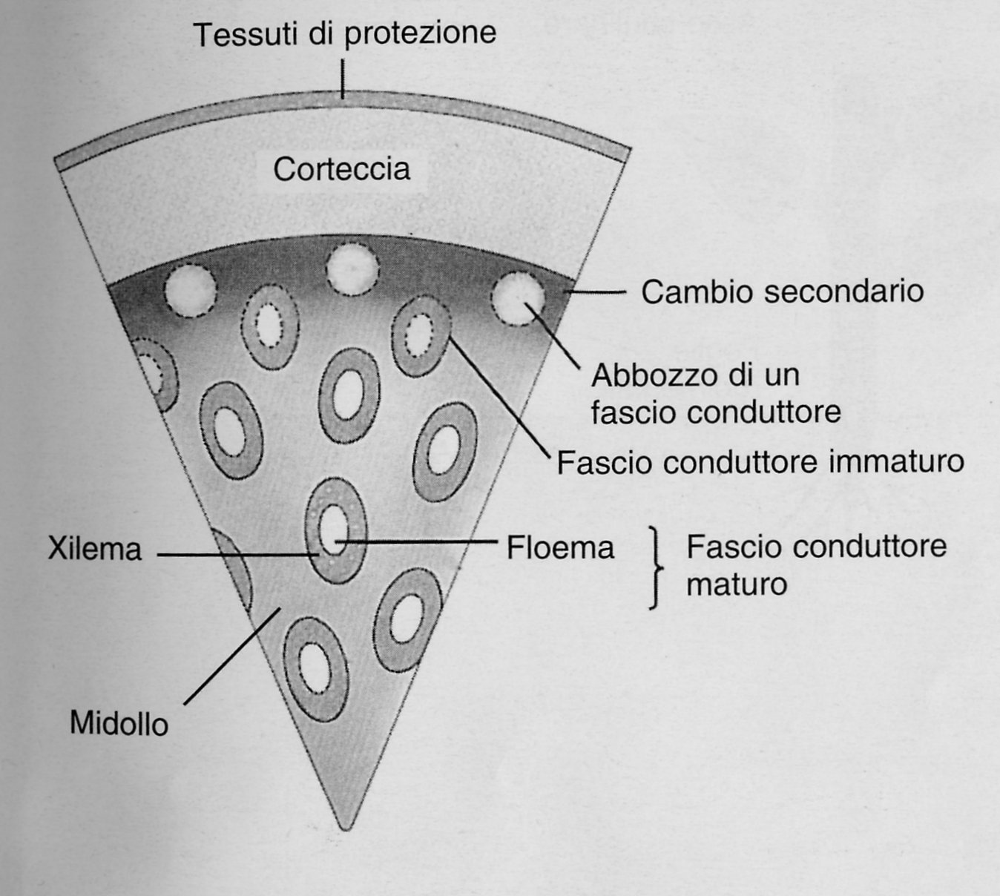 Tessuti di protezione
Corteccia
Cambio secondario
Abbozzo di un
fascio conduttore
Fascio conduttore immaturo
Xilema
Floema
Fascio conduttore
maturo
Midollo